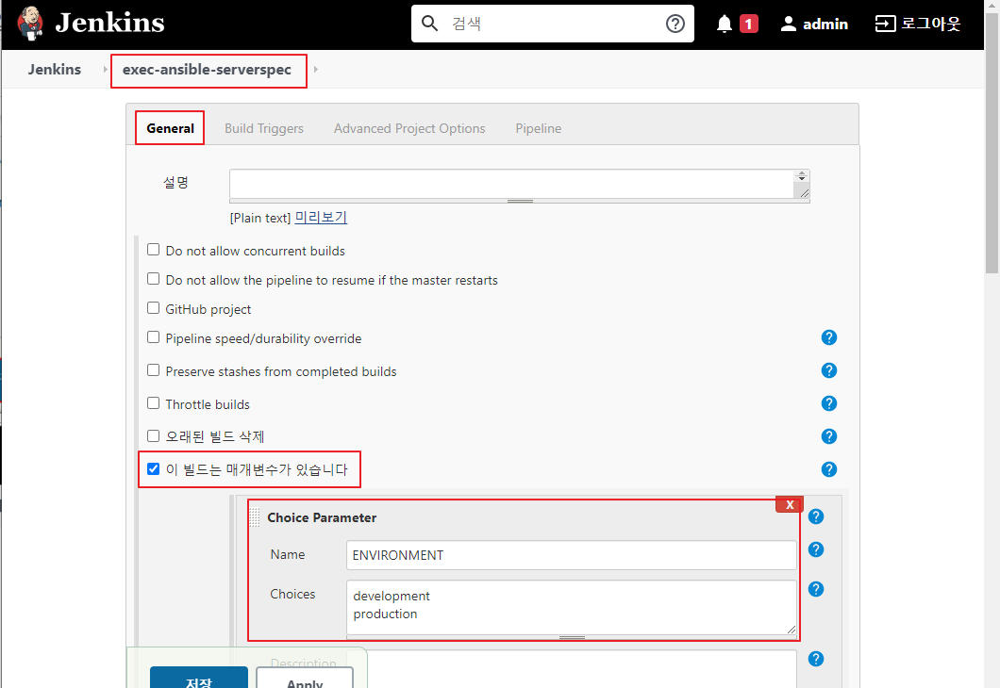 Jenkins 검색 1 admin 로그아웃
Jenkins exec-ansible-serverspec
General Build Triggers Advanced Project Options Pipeline
설명
[Plain text] 미리보기
Do not allow concurrent builds
Do not allow the pipeline to resume if the master restarts
GitHub project
Pipeline speed/durability override
Preserve stashes from completed builds
Throttle builds
오래된 빌드 삭제
이 빌드는 매개변수가 있습니다
X
Choice Parameter
Name ENVIRONMENT
Choices development
production
Description
저장 Apply